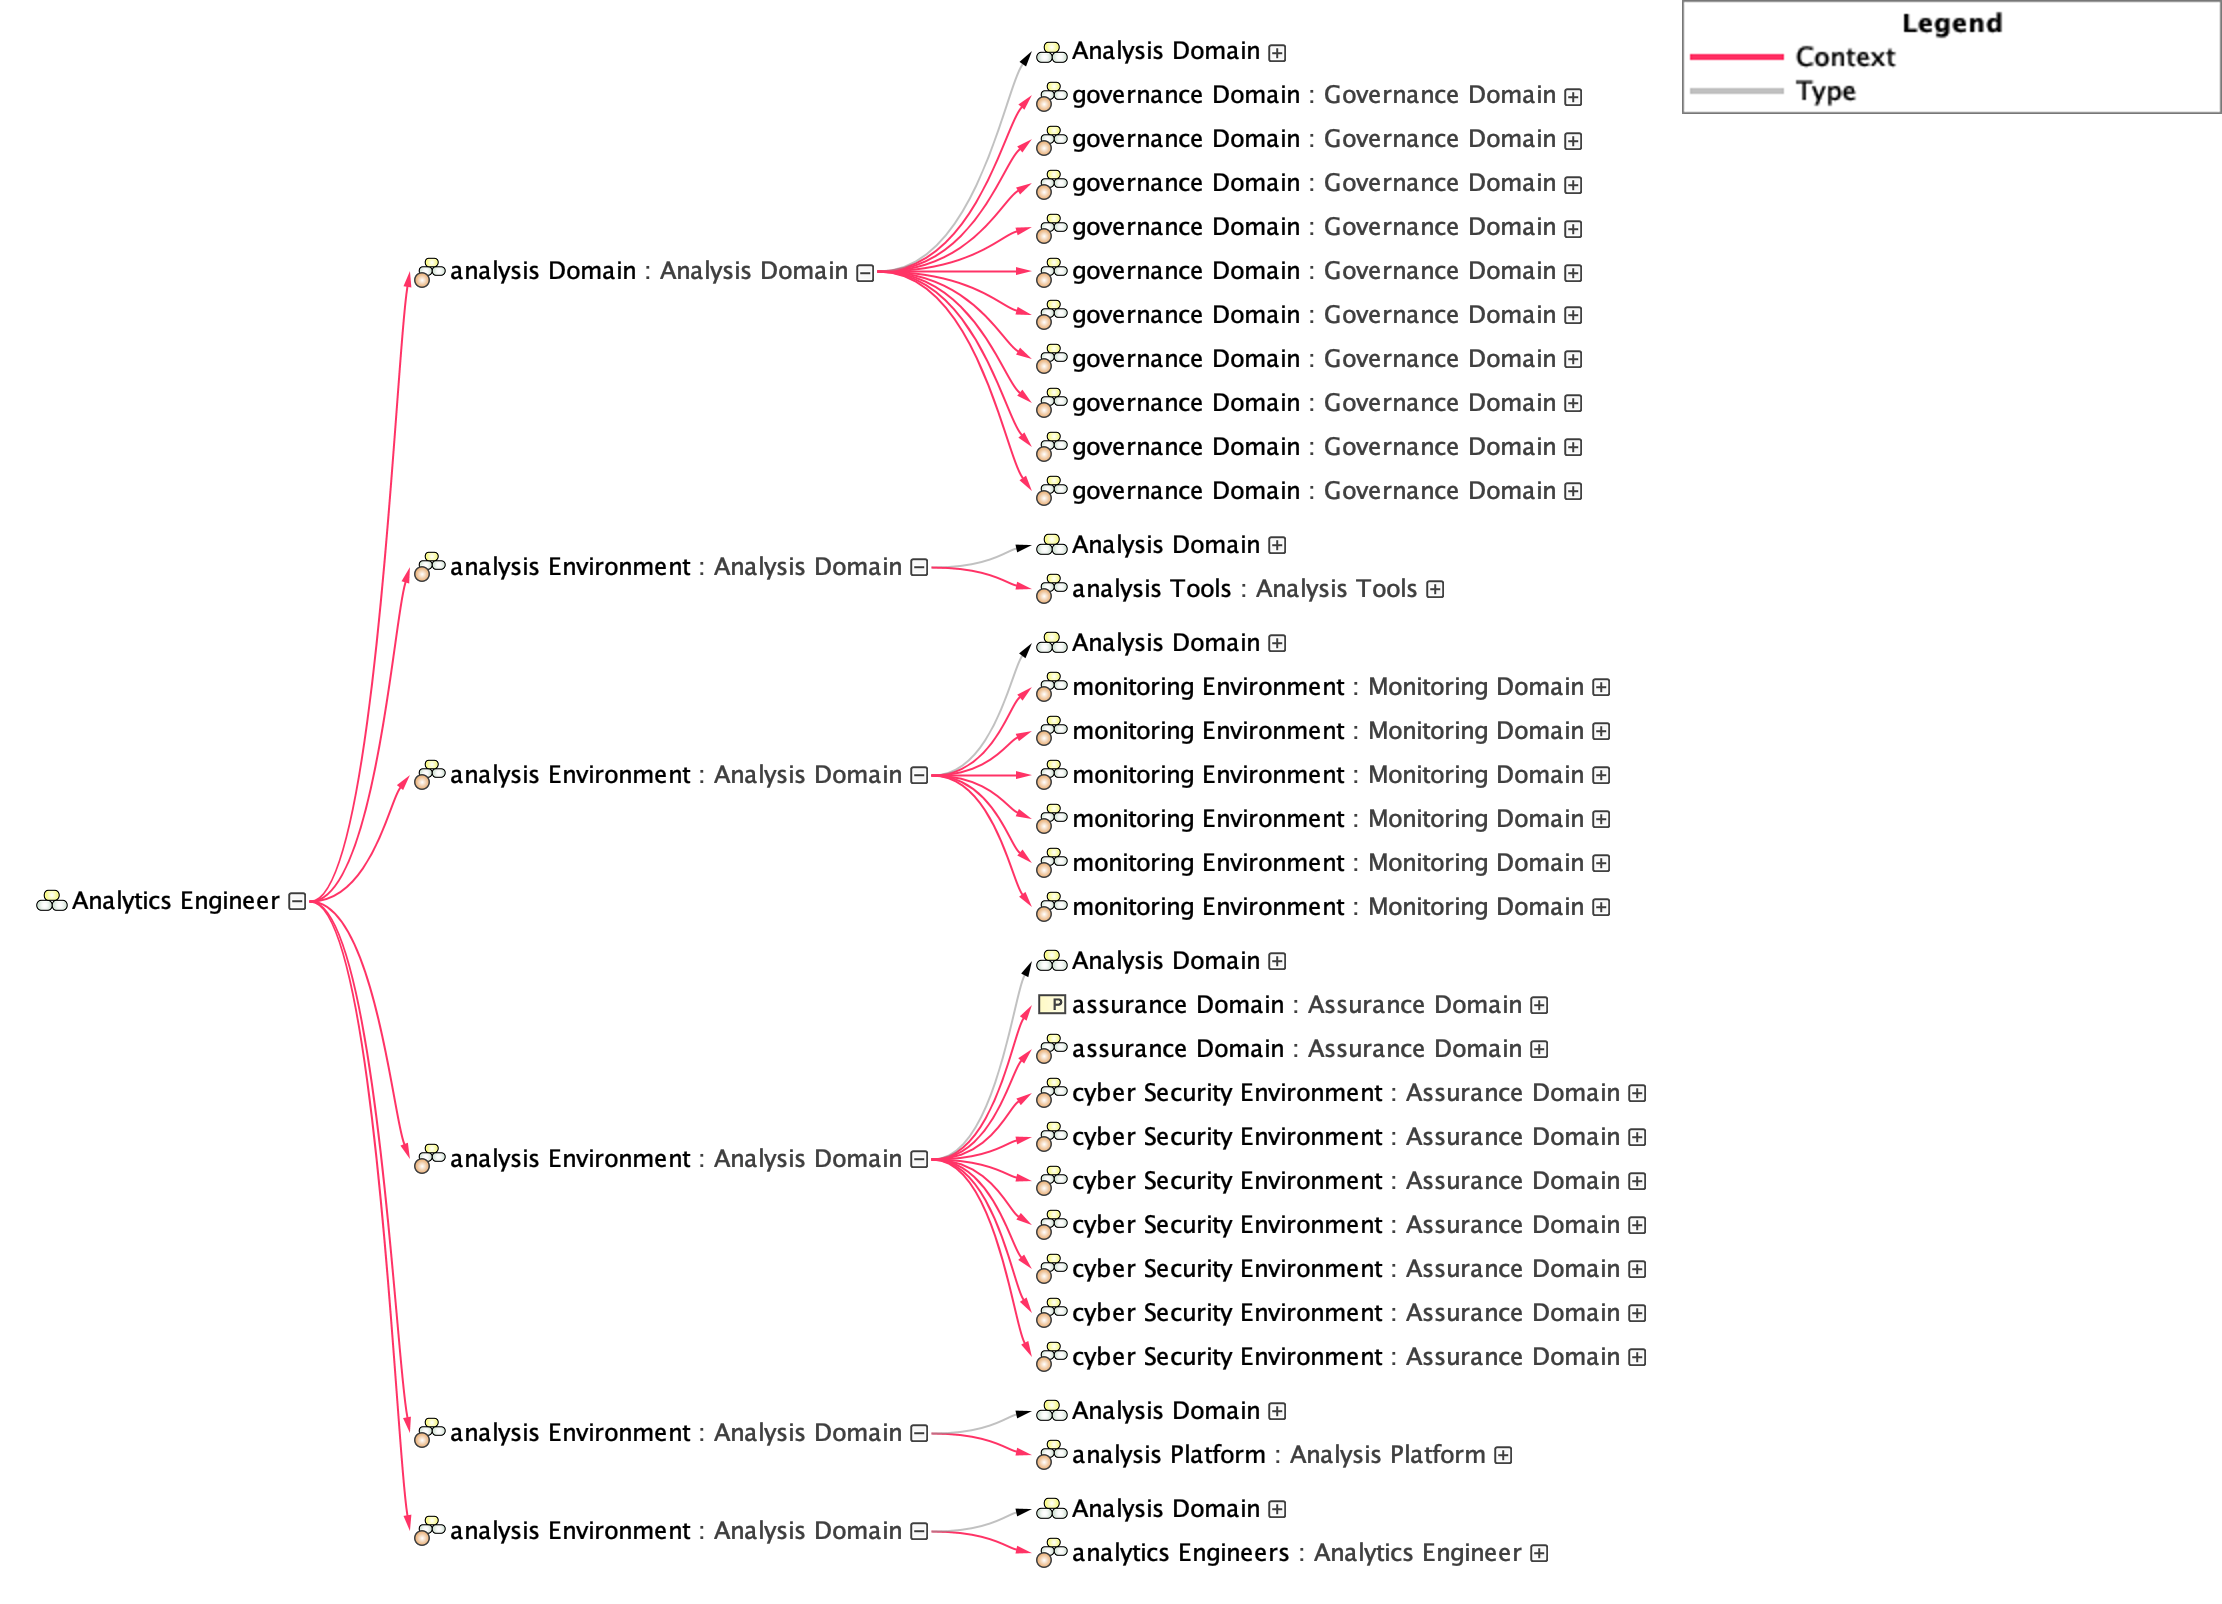 Legend
Context
Type
Analysis Domain
governance Domain : Governance Domain
governance Domain : Governance Domain
governance Domain : Governance Domain
governance Domain : Governance Domain
analysis Domain : Analysis Domain
governance Domain : Governance Domain
governance Domain : Governance Domain
governance Domain : Governance Domain
governance Domain : Governance Domain
governance Domain : Governance Domain
governance Domain : Governance Domain
analysis Environment : Analysis Domain
Analysis Domain
analysis Tools : Analysis Tools
Analysis Domain
monitoring Environment : Monitoring Domain
monitoring Environment : Monitoring Domain
analysis Environment : Analysis Domain
monitoring Environment : Monitoring Domain
monitoring Environment : Monitoring Domain
monitoring Environment : Monitoring Domain
Analytics Engineer
monitoring Environment : Monitoring Domain
Analysis Domain
P
assurance Domain : Assurance Domain
assurance Domain : Assurance Domain
cyber Security Environment : Assurance Domain
cyber Security Environment : Assurance Domain
analysis Environment : Analysis Domain
cyber Security Environment : Assurance Domain
cyber Security Environment : Assurance Domain
cyber Security Environment : Assurance Domain
cyber Security Environment : Assurance Domain
cyber Security Environment : Assurance Domain
analysis Environment : Analysis Domain
Analysis Domain
analysis Platform : Analysis Platform
analysis Environment : Analysis Domain
Analysis Domain
analytics Engineers : Analytics Engineer